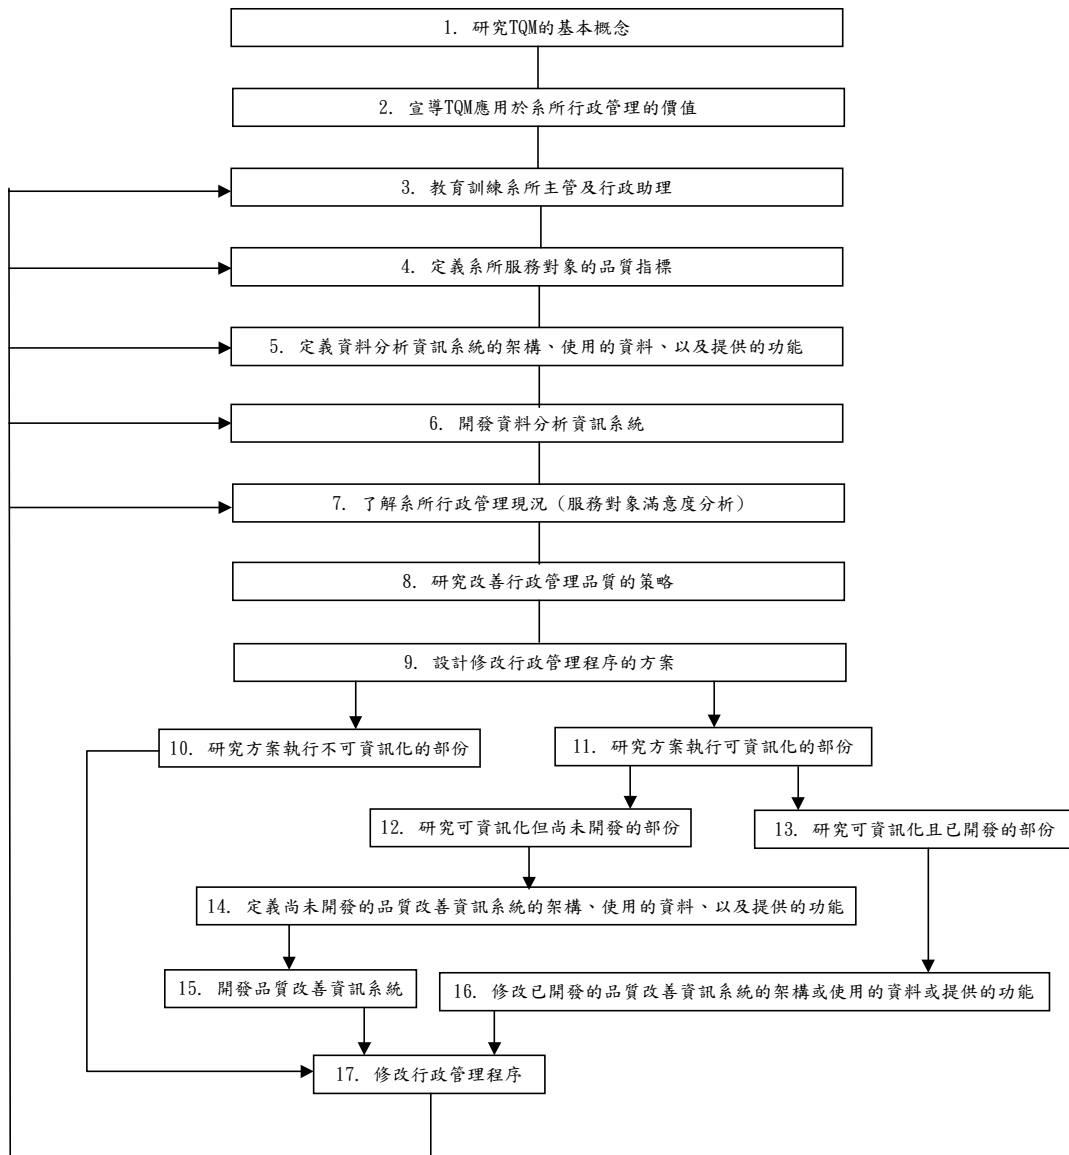 1. 研究TQM的基本概念
2. 宣導TQM應用於系所行政管理的價值
3. 教育訓練系所主管及行政助理
4. 定義系所服務對象的品質指標
5. 定義資料分析資訊系統的架構、使用的資料、以及提供的功能
6. 開發資料分析資訊系統
7. 了解系所行政管理現況（服務對象滿意度分析）
8. 研究改善行政管理品質的策略
9. 設計修改行政管理程序的方案
10. 研究方案執行不可資訊化的部份
11. 研究方案執行可資訊化的部份
12. 研究可資訊化但尚未開發的部份
13. 研究可資訊化且已開發的部份
14. 定義尚未開發的品質改善資訊系統的架構、使用的資料、以及提供的功能
15. 開發品質改善資訊系統
16. 修改已開發的品質改善資訊系統的架構或使用的資料或提供的功能
17. 修改行政管理程序